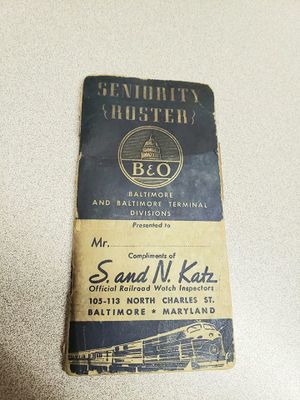 SENIORITY
{ROSTER}
B&O
BALTIMORE
AND BALTIMORE TERMINAL
DIVISIONS
Presented to
Mr.
Compliments of
S. and N. Katz
Official Railroad Watch Inspectors
105-113 NORTH CHARLES ST.
BALTIMORE ★ MARYLAND